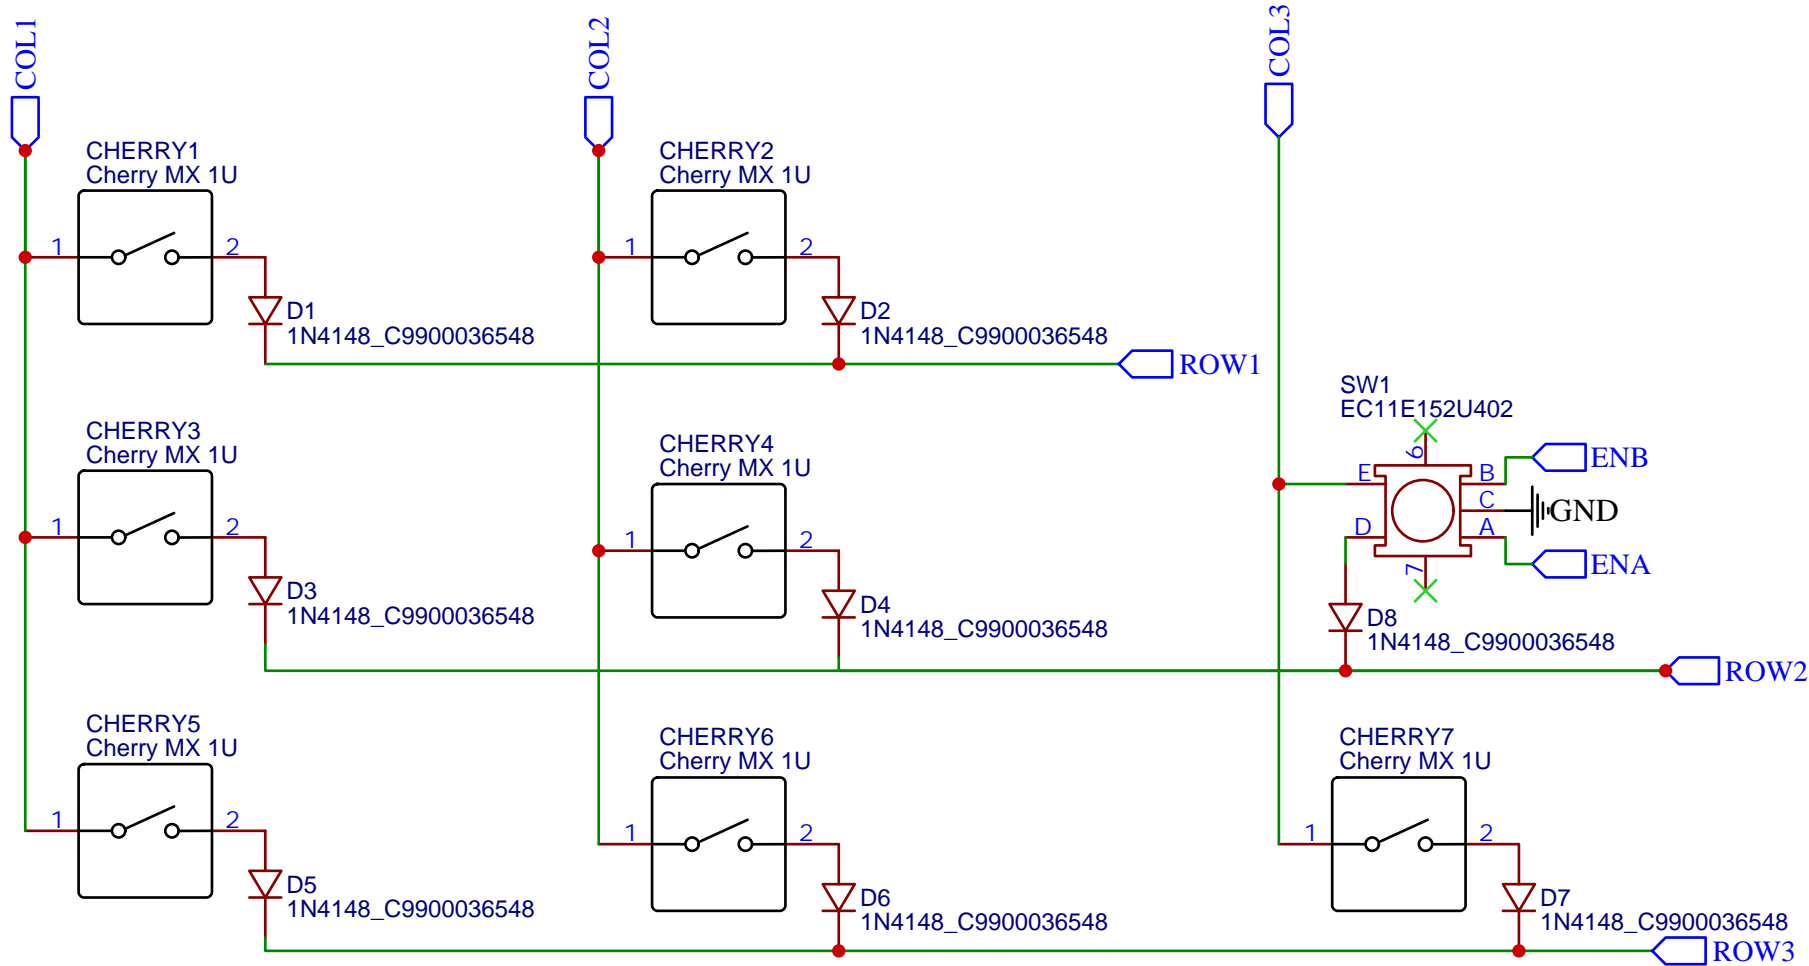 COL1
COL2
COL3
CHERRY1
Cherry MX 1U
1
2
D1
1N4148_C9900036548
CHERRY2
Cherry MX 1U
1
2
D2
1N4148_C9900036548
ROW1
CHERRY3
Cherry MX 1U
1
2
D3
1N4148_C9900036548
CHERRY4
Cherry MX 1U
1
2
D4
1N4148_C9900036548
SW1
EC11E152U402
6
E
B
ENB
C
GND
D
A
ENA
7
D8
1N4148_C9900036548
ROW2
CHERRY5
Cherry MX 1U
1
2
D5
1N4148_C9900036548
CHERRY6
Cherry MX 1U
1
2
D6
1N4148_C9900036548
CHERRY7
Cherry MX 1U
1
2
D7
1N4148_C9900036548
ROW3